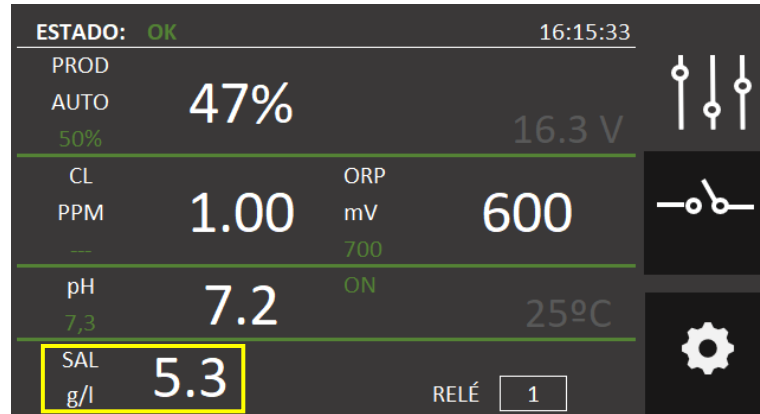 ESTADO: OK 16:15:33
PROD
AUTO 47%
50% 16.3 V
CL ORP
PPM 1.00 mV 600
--- 700
pH 7.2 ON
7,3 25ºC
SAL 5.3
g/l RELÉ 1